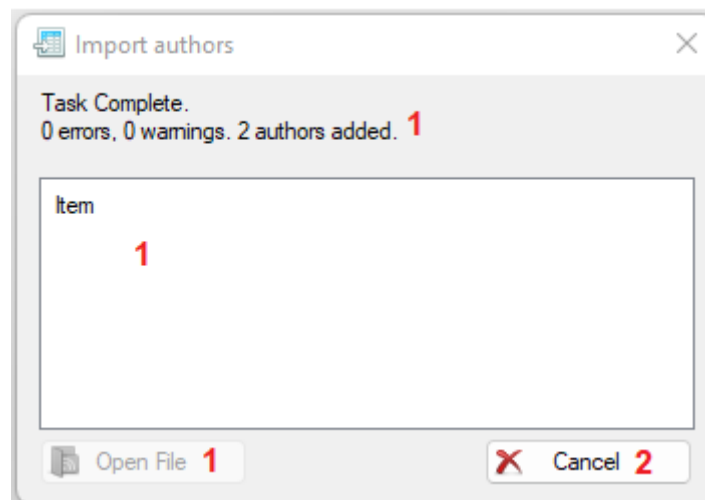 Import authors
Task Complete.
0 errors, 0 warnings. 2 authors added. 1
Item
1
Open File 1
Cancel 2